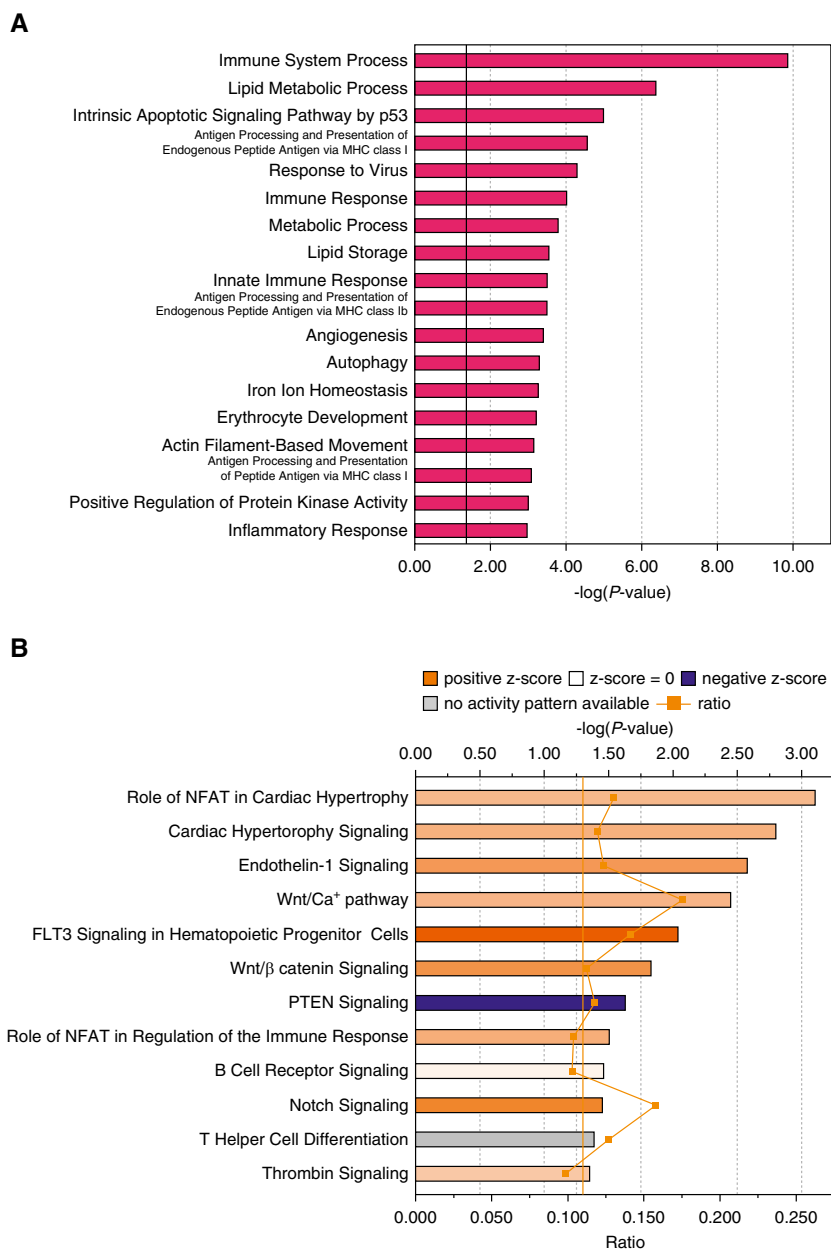 A
Immune System Process
Lipid Metabolic Process
Intrinsic Apoptotic Signaling Pathway by p53
Antigen Processing and Presentation of
Endogenous Peptide Antigen via MHC class I
Response to Virus
Immune Response
Metabolic Process
Lipid Storage
Innate Immune Response
Antigen Processing and Presentation of
Endogenous Peptide Antigen via MHC class Ib
Angiogenesis
Autophagy
Iron Ion Homeostasis
Erythrocyte Development
Actin Filament-Based Movement
Antigen Processing and Presentation
of Peptide Antigen via MHC class I
Positive Regulation of Protein Kinase Activity
Inflammatory Response
0.00 2.00 4.00 6.00 8.00 10.00
-log(P-value)
B
positive z-score z-score = 0 negative z-score
no activity pattern available ratio
-log(P-value)
0.00 0.50 1.00 1.50 2.00 2.50 3.00
Role of NFAT in Cardiac Hypertrophy
Cardiac Hypertorophy Signaling
Endothelin-1 Signaling
Wnt/Ca⁺ pathway
FLT3 Signaling in Hematopoietic Progenitor Cells
Wnt/β catenin Signaling
PTEN Signaling
Role of NFAT in Regulation of the Immune Response
B Cell Receptor Signaling
Notch Signaling
T Helper Cell Differentiation
Thrombin Signaling
0.000 0.050 0.100 0.150 0.200 0.250
Ratio